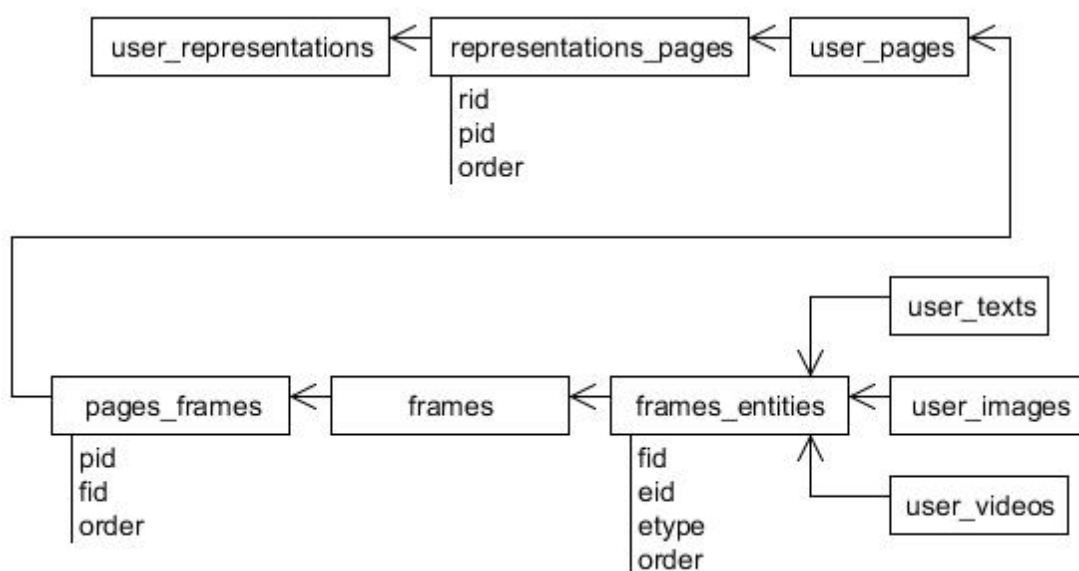 user_representations
representations_pages
user_pages
rid
pid
order
user_texts
pages_frames
frames
frames_entities
user_images
pid
fid
order
fid
eid
etype
order
user_videos